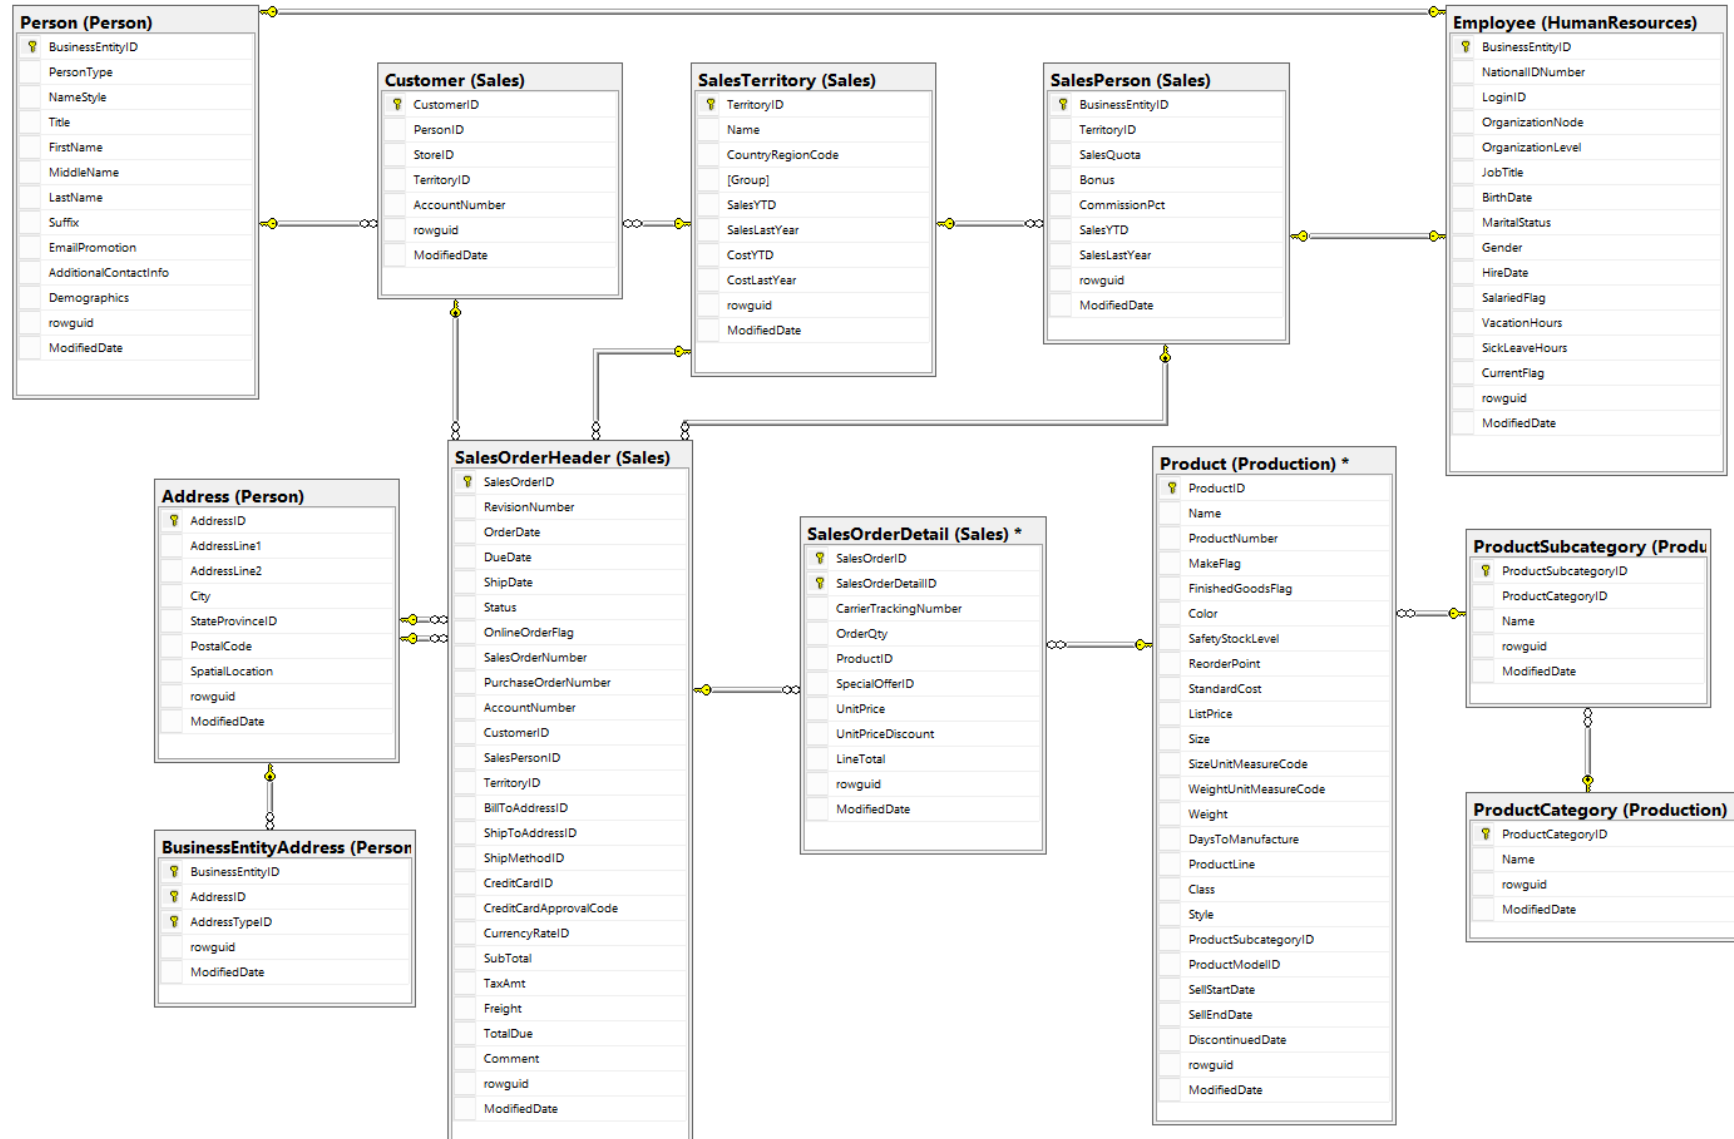 Person (Person)
BusinessEntityID
PersonType
NameStyle
Title
FirstName
MiddleName
LastName
Suffix
EmailPromotion
AdditionalContactInfo
Demographics
rowguid
ModifiedDate
Customer (Sales)
CustomerID
PersonID
StoreID
TerritoryID
AccountNumber
rowguid
ModifiedDate
SalesTerritory (Sales)
TerritoryID
Name
CountryRegionCode
[Group]
SalesYTD
SalesLastYear
CostYTD
CostLastYear
rowguid
ModifiedDate
SalesPerson (Sales)
BusinessEntityID
TerritoryID
SalesQuota
Bonus
CommissionPct
SalesYTD
SalesLastYear
rowguid
ModifiedDate
Employee (HumanResources)
BusinessEntityID
NationalIDNumber
LoginID
OrganizationNode
OrganizationLevel
JobTitle
BirthDate
MaritalStatus
Gender
HireDate
SalariedFlag
VacationHours
SickLeaveHours
CurrentFlag
rowguid
ModifiedDate
Address (Person)
AddressID
AddressLine1
AddressLine2
City
StateProvinceID
PostalCode
SpatialLocation
rowguid
ModifiedDate
BusinessEntityAddress (Person
BusinessEntityID
AddressID
AddressTypeID
rowguid
ModifiedDate
SalesOrderHeader (Sales)
SalesOrderID
RevisionNumber
OrderDate
DueDate
ShipDate
Status
OnlineOrderFlag
SalesOrderNumber
PurchaseOrderNumber
AccountNumber
CustomerID
SalesPersonID
TerritoryID
BillToAddressID
ShipToAddressID
ShipMethodID
CreditCardID
CreditCardApprovalCode
CurrencyRateID
SubTotal
TaxAmt
Freight
TotalDue
Comment
rowguid
ModifiedDate
SalesOrderDetail (Sales) *
SalesOrderID
SalesOrderDetailID
CarrierTrackingNumber
OrderQty
ProductID
SpecialOfferID
UnitPrice
UnitPriceDiscount
LineTotal
rowguid
ModifiedDate
Product (Production) *
ProductID
Name
ProductNumber
MakeFlag
FinishedGoodsFlag
Color
SafetyStockLevel
ReorderPoint
StandardCost
ListPrice
Size
SizeUnitMeasureCode
WeightUnitMeasureCode
Weight
DaysToManufacture
ProductLine
Class
Style
ProductSubcategoryID
ProductModelID
SellStartDate
SellEndDate
DiscontinuedDate
rowguid
ModifiedDate
ProductSubcategory (Produ
ProductSubcategoryID
ProductCategoryID
Name
rowguid
ModifiedDate
ProductCategory (Production)
ProductCategoryID
Name
rowguid
ModifiedDate